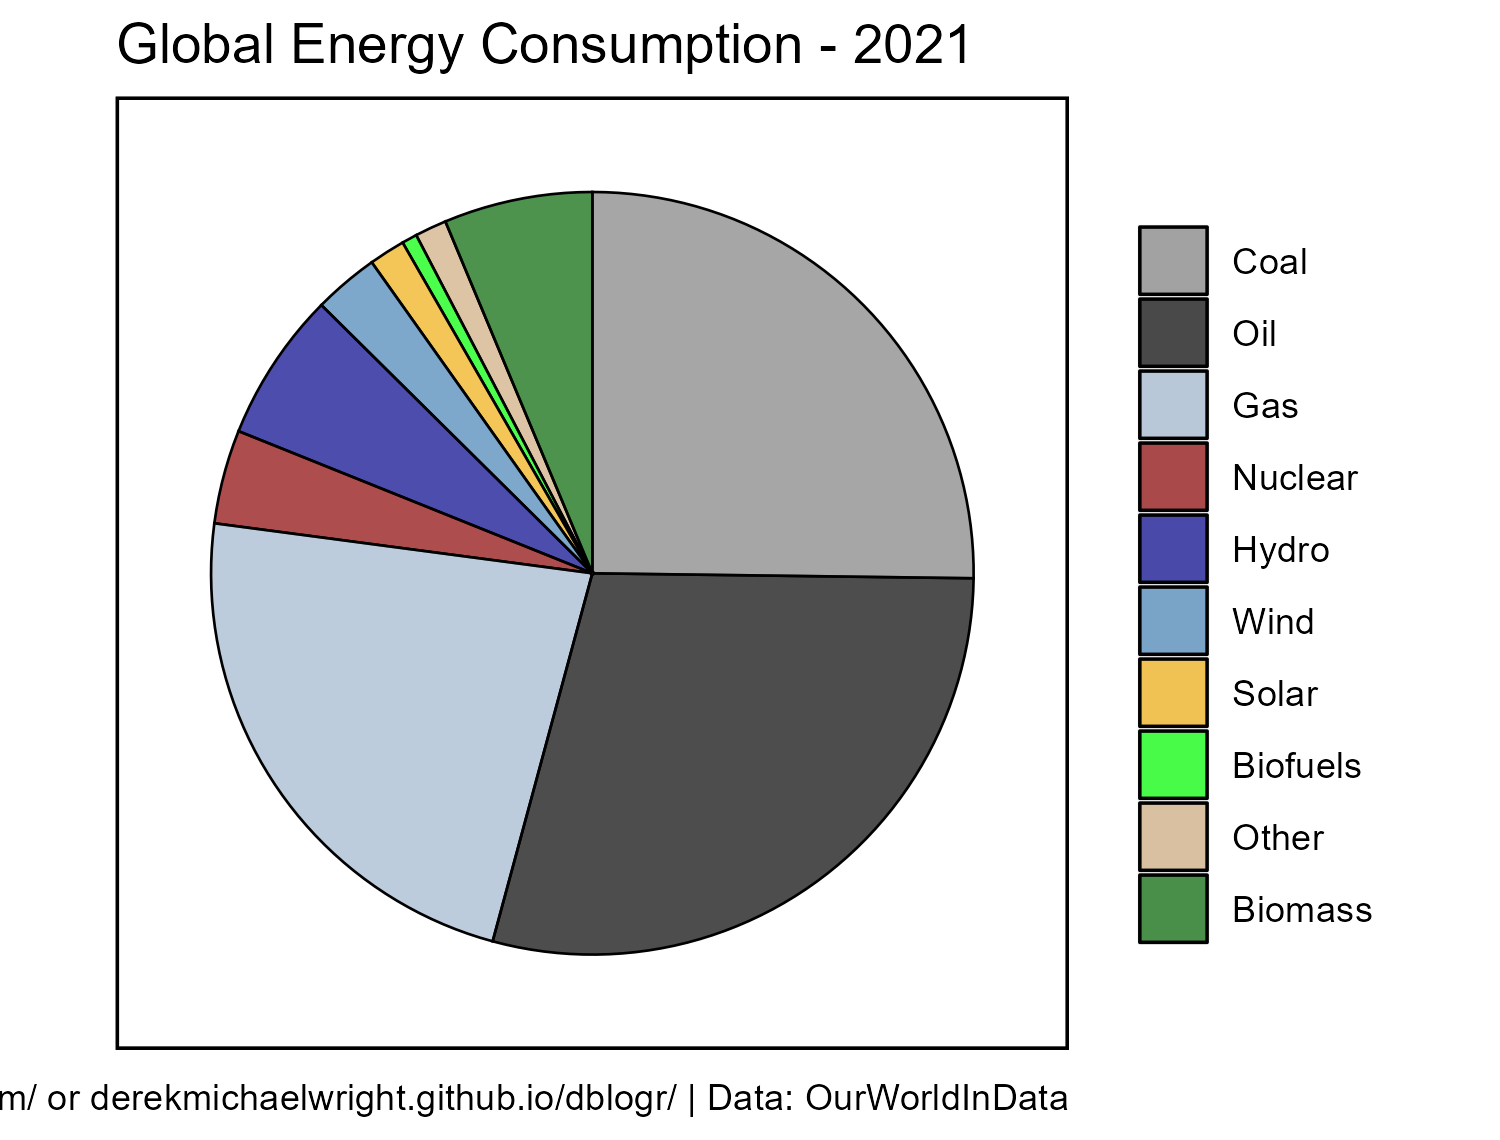 Global Energy Consumption - 2021
Coal
Oil
Gas
Nuclear
Hydro
Wind
Solar
Biofuels
Other
Biomass
m/ or derekmichaelwright.github.io/dblogr/ | Data: OurWorldInData